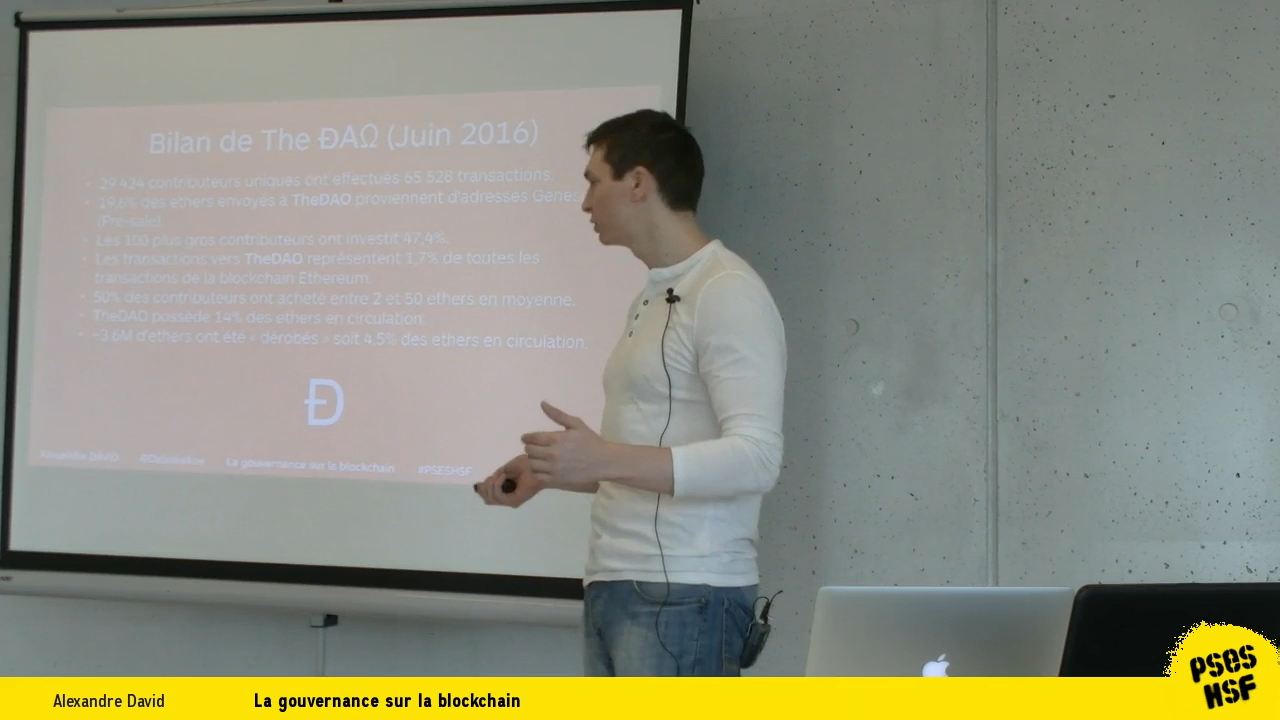 Bilan de The ĐAΩ (Juin 2016)
• 29 424 contributeurs uniques ont effectués 65 528 transactions.
• 19,6% des ethers envoyés à TheDAO proviennent d'adresses Genes
(Pre-sale).
• Les 100 plus gros contributeurs ont investit 47,4%.
• Les transactions vers TheDAO représentent 1,7% de toutes les
transactions de la blockchain Ethereum.
• 50% des contributeurs ont acheté entre 2 et 50 ethers en moyenne.
• TheDAO possède 14% des ethers en circulation.
• ~3.6M d'ethers ont été « dérobés » soit 4,5% des ethers en circulation.
Đ
Alexandre DAVID La gouvernance sur la blockchain #PSESHSF
Alexandre David La gouvernance sur la blockchain
PSES
HSF